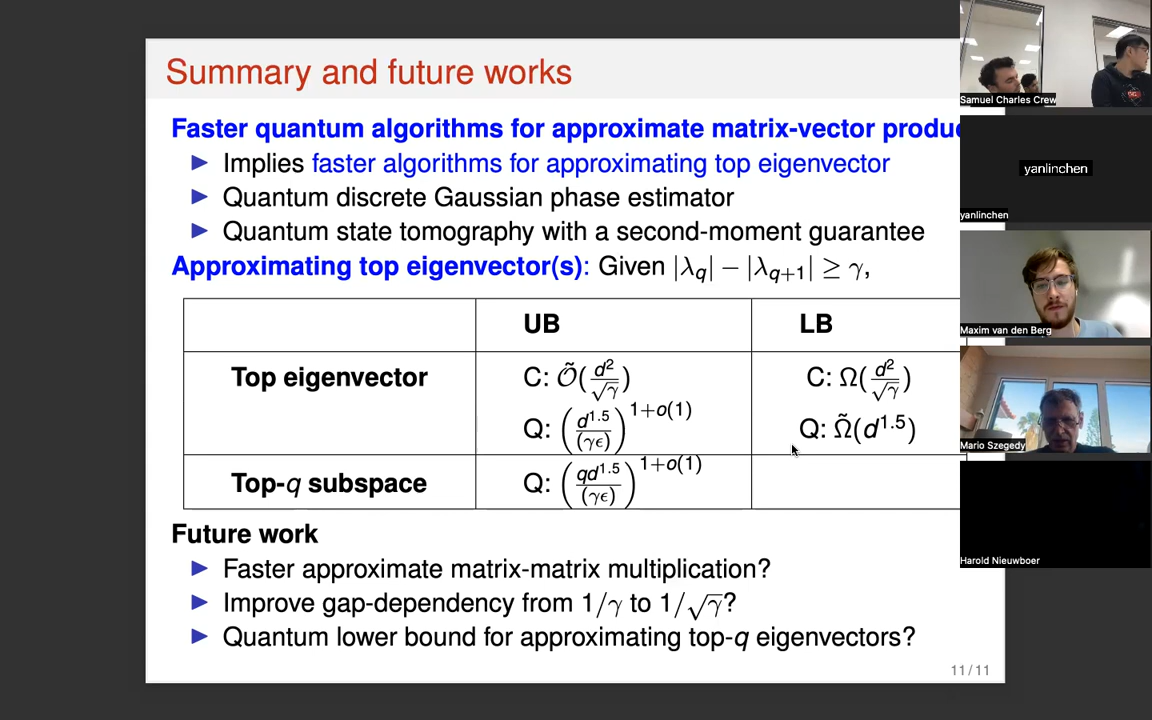 Summary and future works
Faster quantum algorithms for approximate matrix-vector produc
▶ Implies faster algorithms for approximating top eigenvector
▶ Quantum discrete Gaussian phase estimator
▶ Quantum state tomography with a second-moment guarantee
Approximating top eigenvector(s): Given |λ_q| − |λ_{q+1}| ≥ γ,
UB LB
Top eigenvector C: Õ(d²/√γ) C: Ω(d²/√γ)
Q: (d^{1.5}/(γϵ))^{1+o(1)} Q: Ω̃(d^{1.5})
Top-q subspace Q: (qd^{1.5}/(γϵ))^{1+o(1)}
Future work
▶ Faster approximate matrix-matrix multiplication?
▶ Improve gap-dependency from 1/γ to 1/√γ?
▶ Quantum lower bound for approximating top-q eigenvectors?
11/11
Samuel Charles Crew
yanlinchen
yanlinchen
Maxim van den Berg
Mario Szegedy
Harold Nieuwboer